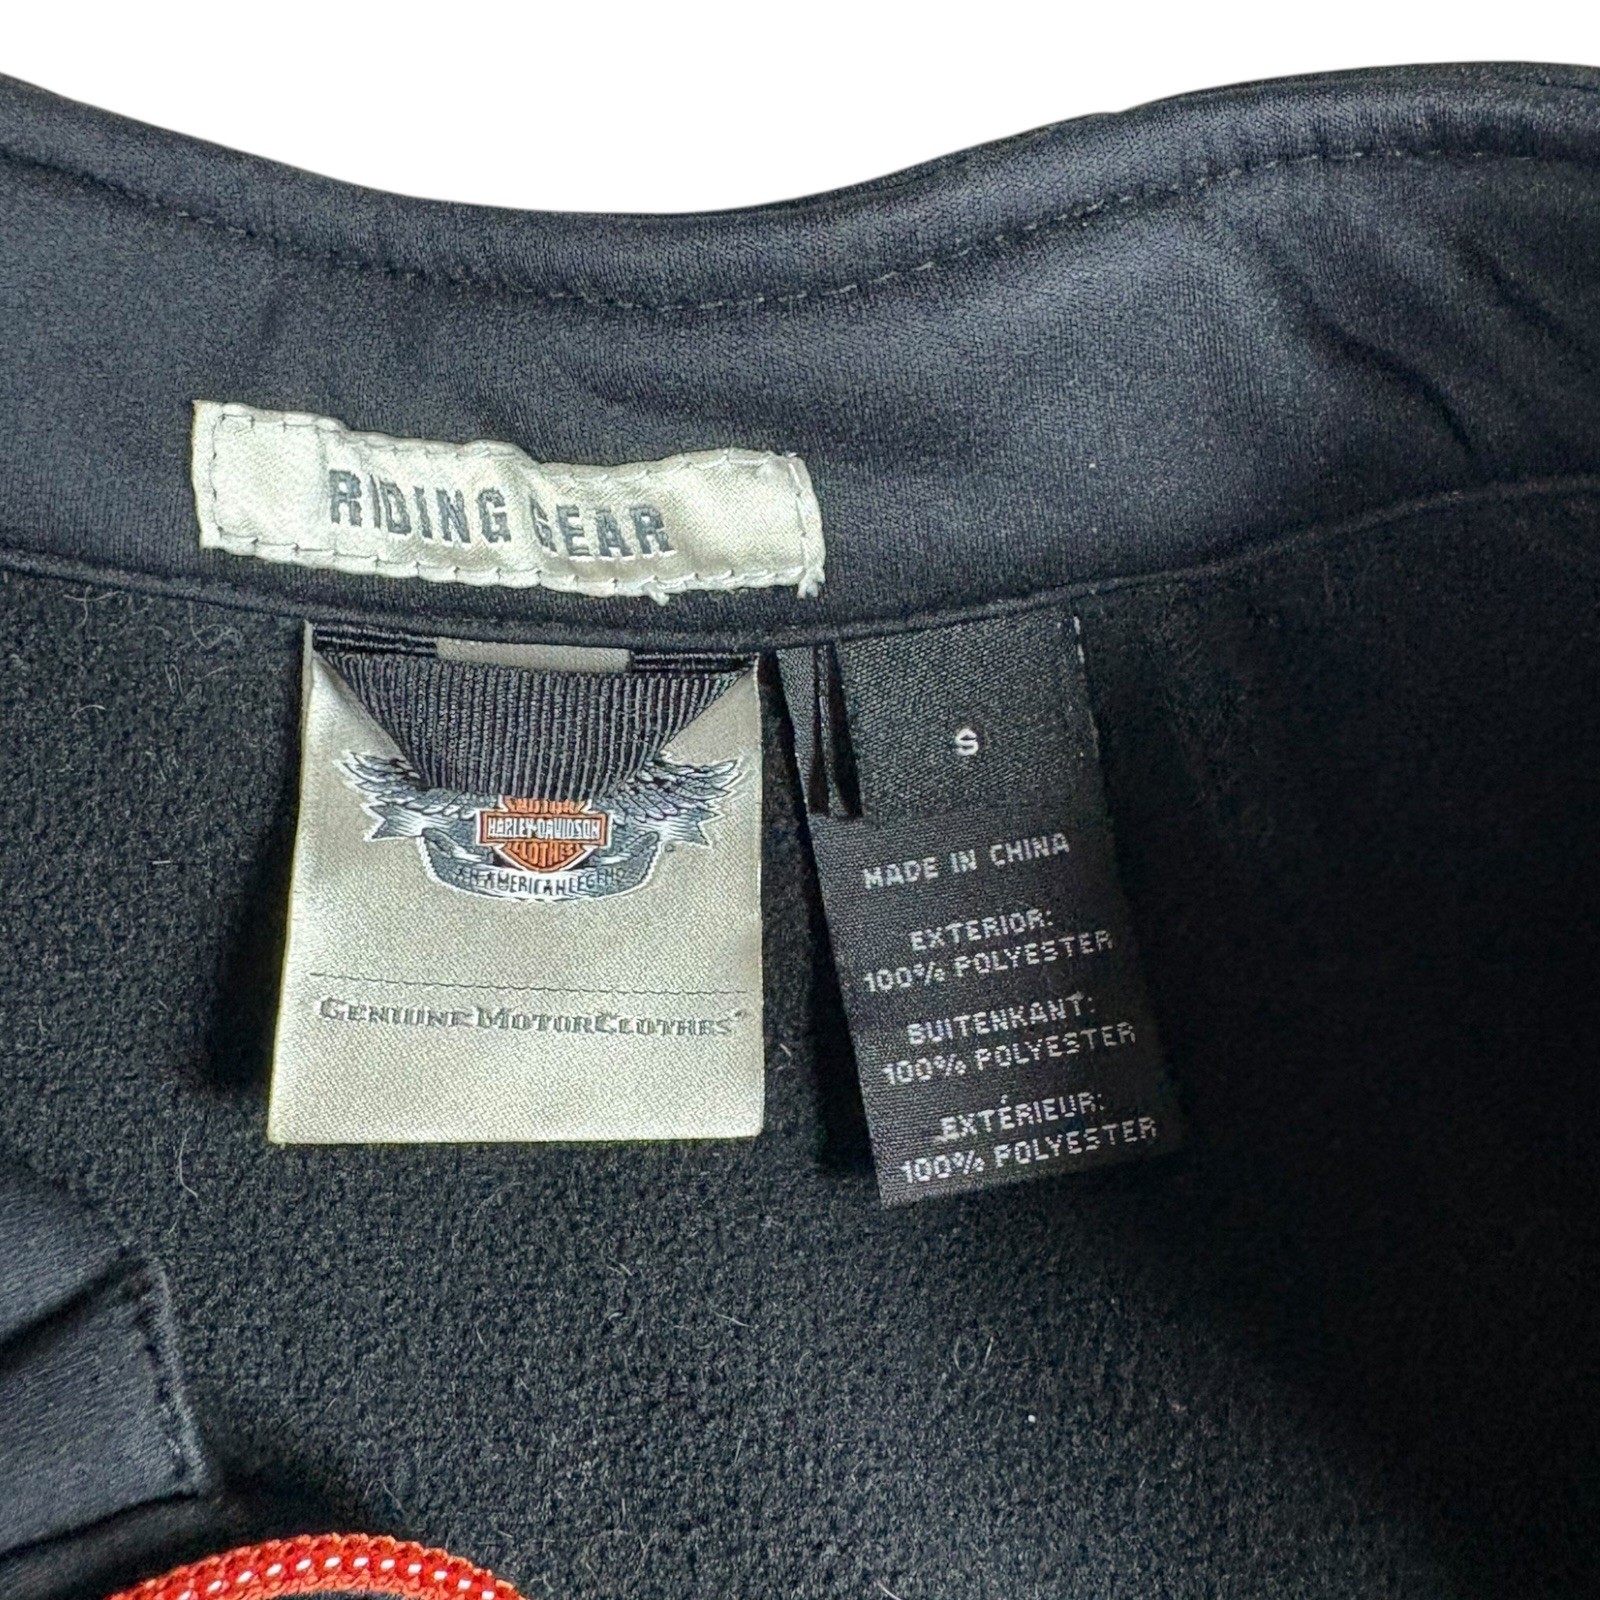 RIDING GEAR
MOTOR
HARLEY-DAVIDSON
CLOTHES
AN AMERICAN LEGEND
®
GENUINE MOTORCLOTHES®
S
MADE IN CHINA
EXTERIOR:
100% POLYESTER
BUITENKANT:
100% POLYESTER
EXTÉRIEUR:
100% POLYESTER